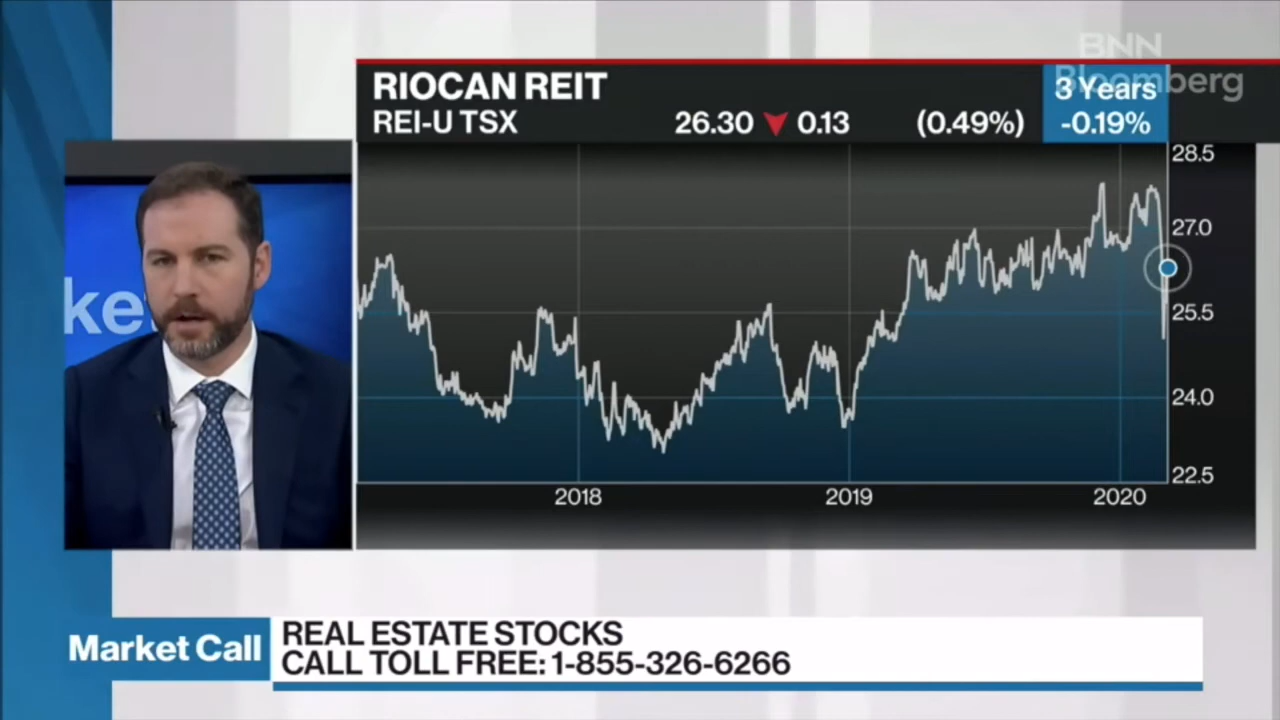 BNN
Bloomberg
RIOCAN REIT
REI-U TSX
26.30 0.13 (0.49%)
3 Years
-0.19%
28.5
27.0
25.5
24.0
22.5
2018 2019 2020
ke
Market Call
REAL ESTATE STOCKS
CALL TOLL FREE: 1-855-326-6266